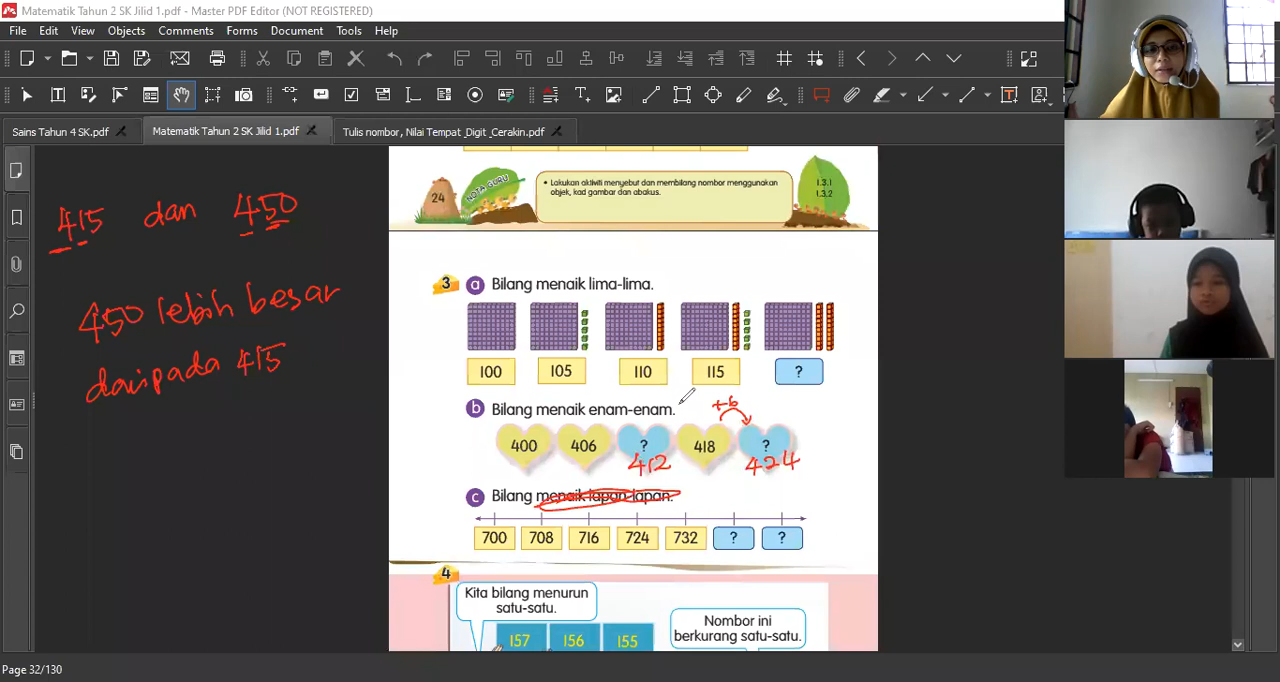 Matematik Tahun 2 SK Jilid 1.pdf - Master PDF Editor (NOT REGISTERED)
File Edit View Objects Comments Forms Document Tools Help
Sains Tahun 4 SK.pdf Matematik Tahun 2 SK Jilid 1.pdf Tulis nombor, Nilai Tempat ,Digit ,Cerakin.pdf
24
NOTA GURU
• Lakukan aktiviti menyebut dan membilang nombor menggunakan
objek, kad gambar dan abakus.
1.3.1
1.3.2
415 dan 450
450 lebih besar
daripada 415
3 a Bilang menaik lima-lima.
100 105 110 115 ?
b Bilang menaik enam-enam.
+6
400 406 ? 418 ?
412 424
c Bilang menaik lapan-lapan.
700 708 716 724 732 ? ?
4
Kita bilang menurun
satu-satu.
Nombor ini
berkurang satu-satu.
157 156 155
Page 32/130